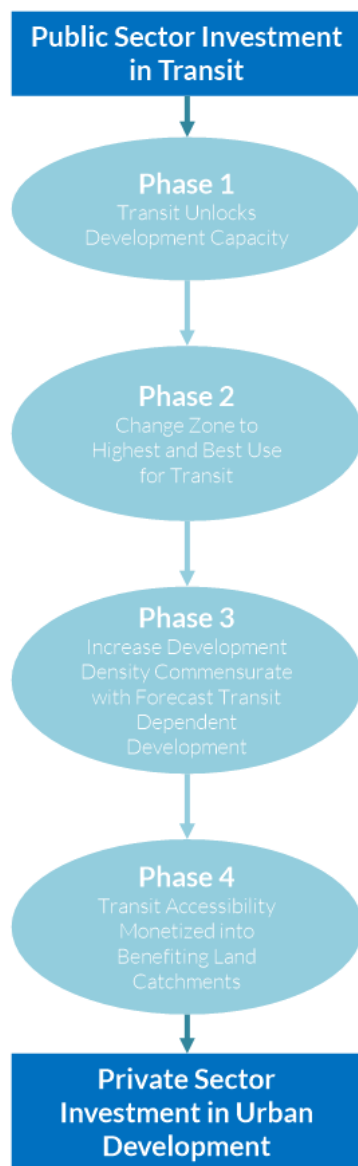 Public Sector Investment
in Transit
Phase 1
Transit Unlocks
Development Capacity
Phase 2
Change Zone to
Highest and Best Use
for Transit
Phase 3
Increase Development
Density Commensurate
with Forecast Transit
Dependent
Development
Phase 4
Transit Accessibility
Monetized into
Benefiting Land
Catchments
Private Sector
Investment in Urban
Development